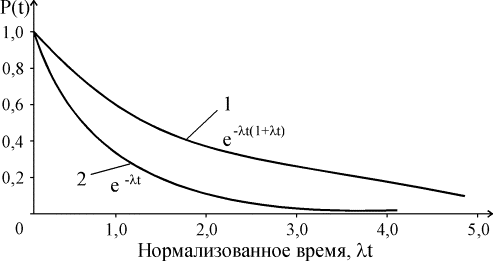 P(t)
1,0
0,8
0,6
0,4
0,2
0
1
e-λt(1+λt)
2
e-λt
1,0 2,0 3,0 4,0 5,0
Нормализованное время, λt